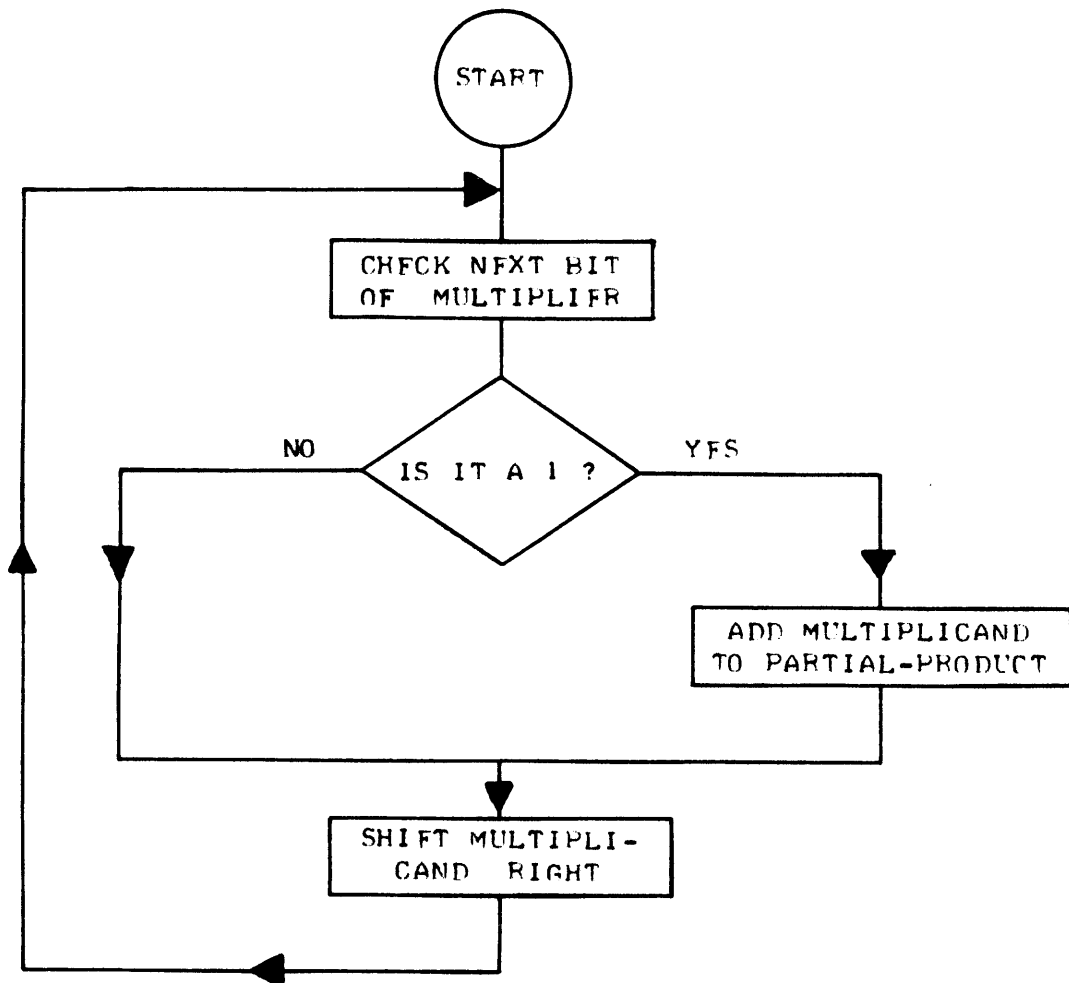 START
CHECK NEXT BIT
OF MULTIPLIER
NO
IS IT A 1 ?
YES
ADD MULTIPLICAND
TO PARTIAL-PRODUCT
SHIFT MULTIPLI-
CAND RIGHT